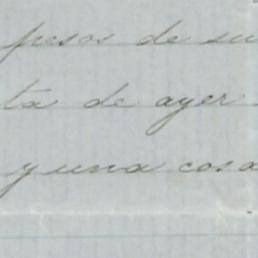 pesos de su
ta de ayer
y una cosa